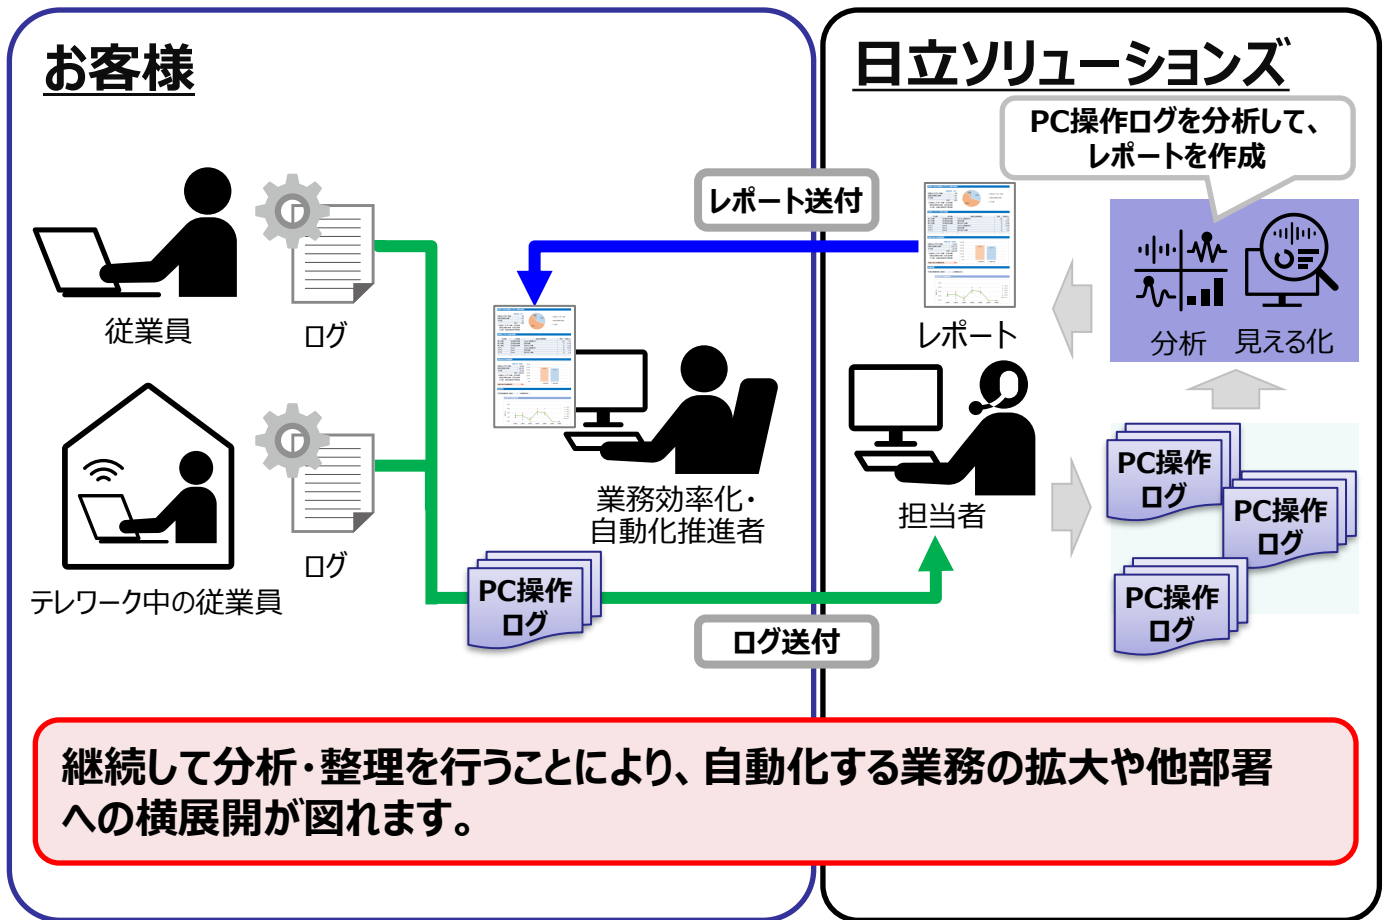 お客様
日立ソリューションズ
PC操作ログを分析して、
レポートを作成
レポート送付
従業員
ログ
レポート
分析
見える化
業務効率化・
自動化推進者
担当者
PC操作
ログ
PC操作
ログ
PC操作
ログ
テレワーク中の従業員
ログ
PC操作
ログ
ログ送付
継続して分析・整理を行うことにより、自動化する業務の拡大や他部署
への横展開が図れます。